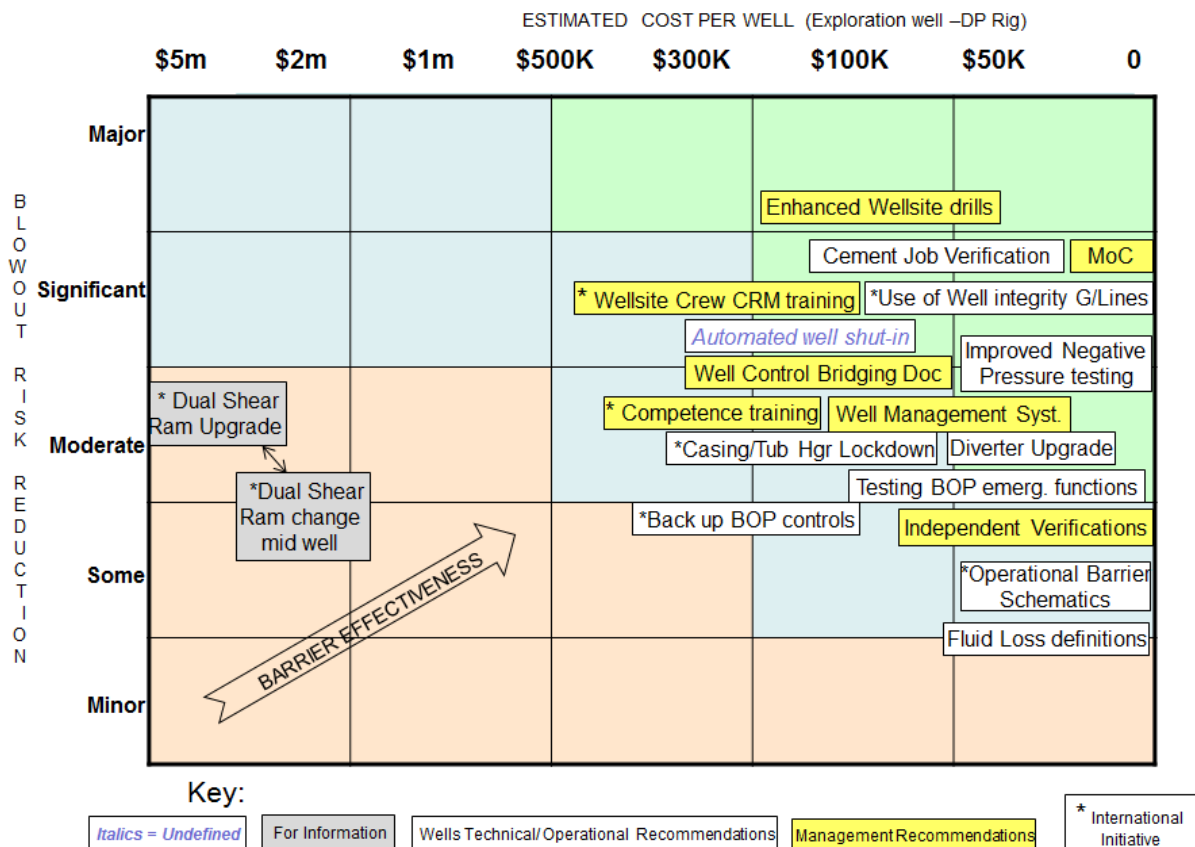 ESTIMATED COST PER WELL (Exploration well –DP Rig)
$5m $2m $1m $500K $300K $100K $50K 0
BLOWOUT RISK REDUCTION
Major
Enhanced Wellsite drills
Cement Job Verification
MoC
Significant
* Wellsite Crew CRM training
*Use of Well integrity G/Lines
Automated well shut-in
Improved Negative
Pressure testing
Well Control Bridging Doc
* Dual Shear
Ram Upgrade
* Competence training
Well Management Syst.
Moderate
*Casing/Tub Hgr Lockdown
Diverter Upgrade
*Dual Shear
Ram change
mid well
Testing BOP emerg. functions
*Back up BOP controls
Independent Verifications
BARRIER EFFECTIVENESS
Some
*Operational Barrier
Schematics
Fluid Loss definitions
Minor
Key:
Italics = Undefined
For Information
Wells Technical/ Operational Recommendations
Management Recommendations
* International
Initiative